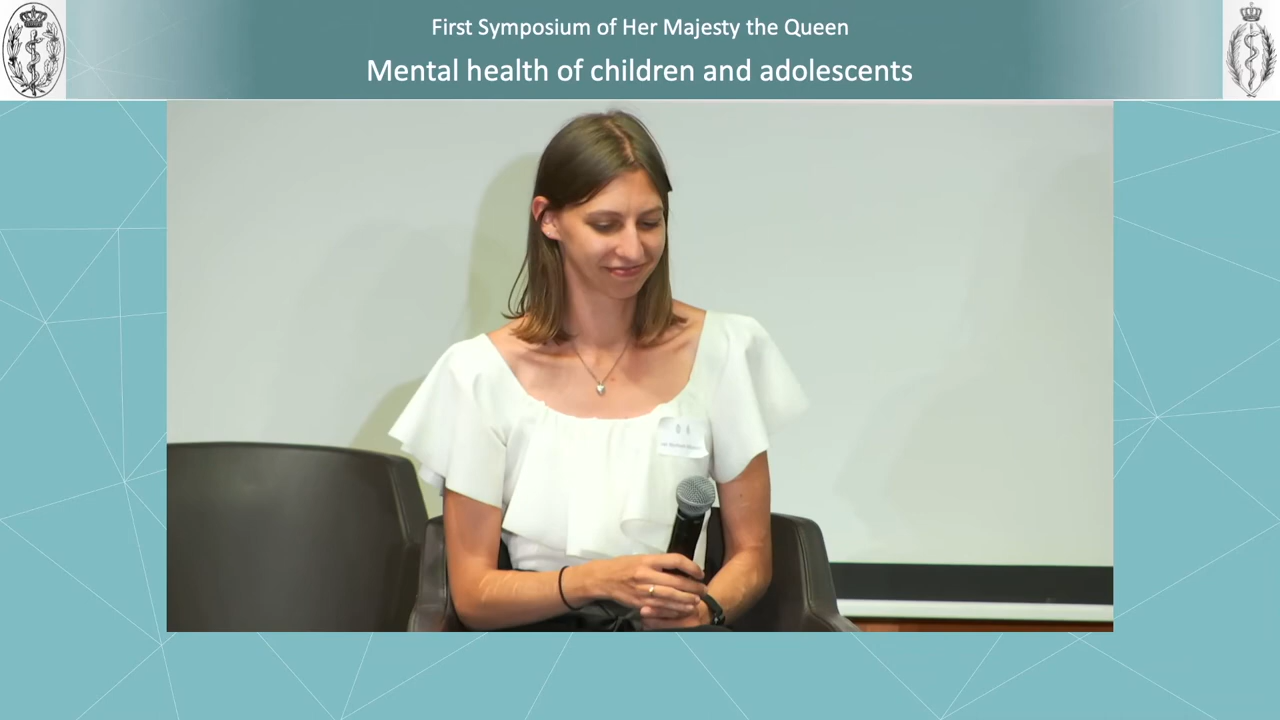 First Symposium of Her Majesty the Queen
Mental health of children and adolescents